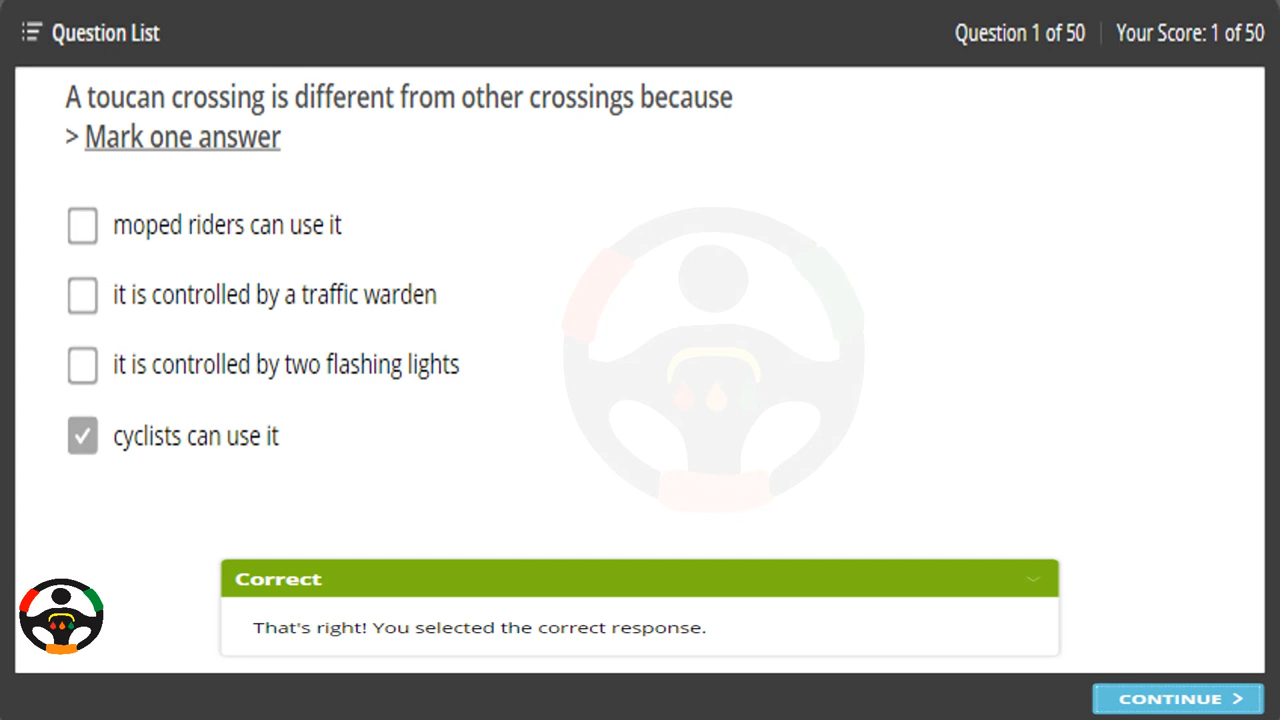 Question List
Question 1 of 50
Your Score: 1 of 50
A toucan crossing is different from other crossings because
> Mark one answer
moped riders can use it
it is controlled by a traffic warden
it is controlled by two flashing lights
cyclists can use it
Correct
That's right! You selected the correct response.
CONTINUE >